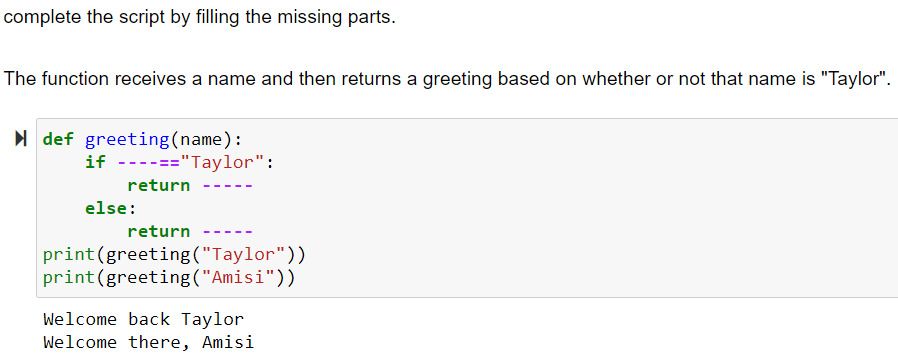 complete the script by filling the missing parts.
The function receives a name and then returns a greeting based on whether or not that name is "Taylor".
def greeting(name):
    if ----=="Taylor":
        return -----
    else:
        return -----
print(greeting("Taylor"))
print(greeting("Amisi"))
Welcome back Taylor
Welcome there, Amisi